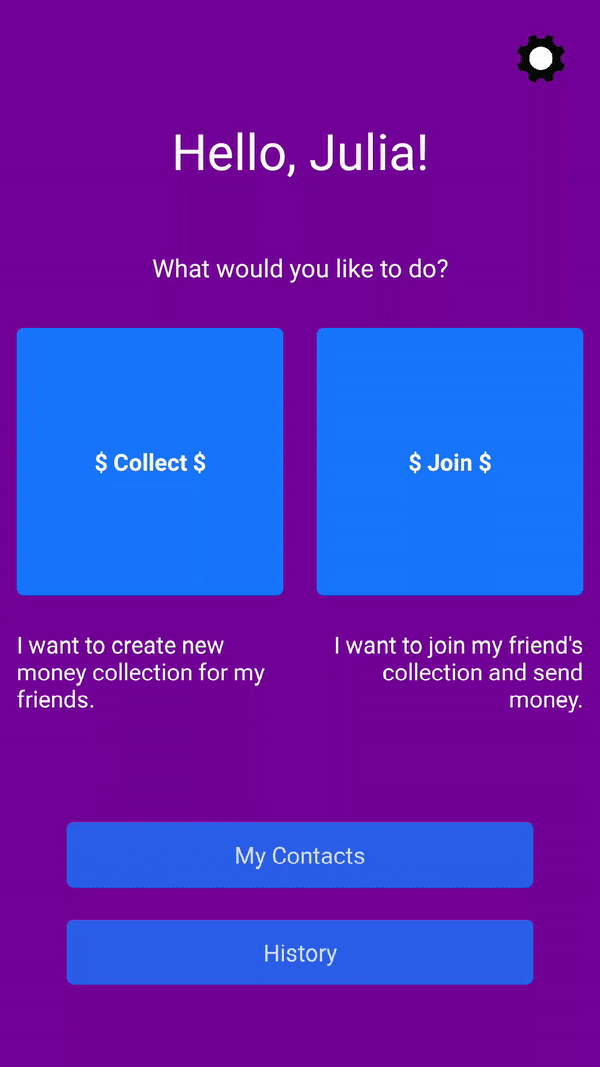 Hello, Julia!
What would you like to do?
$ Collect $
$ Join $
I want to create new
money collection for my
friends.
I want to join my friend's
collection and send
money.
My Contacts
History